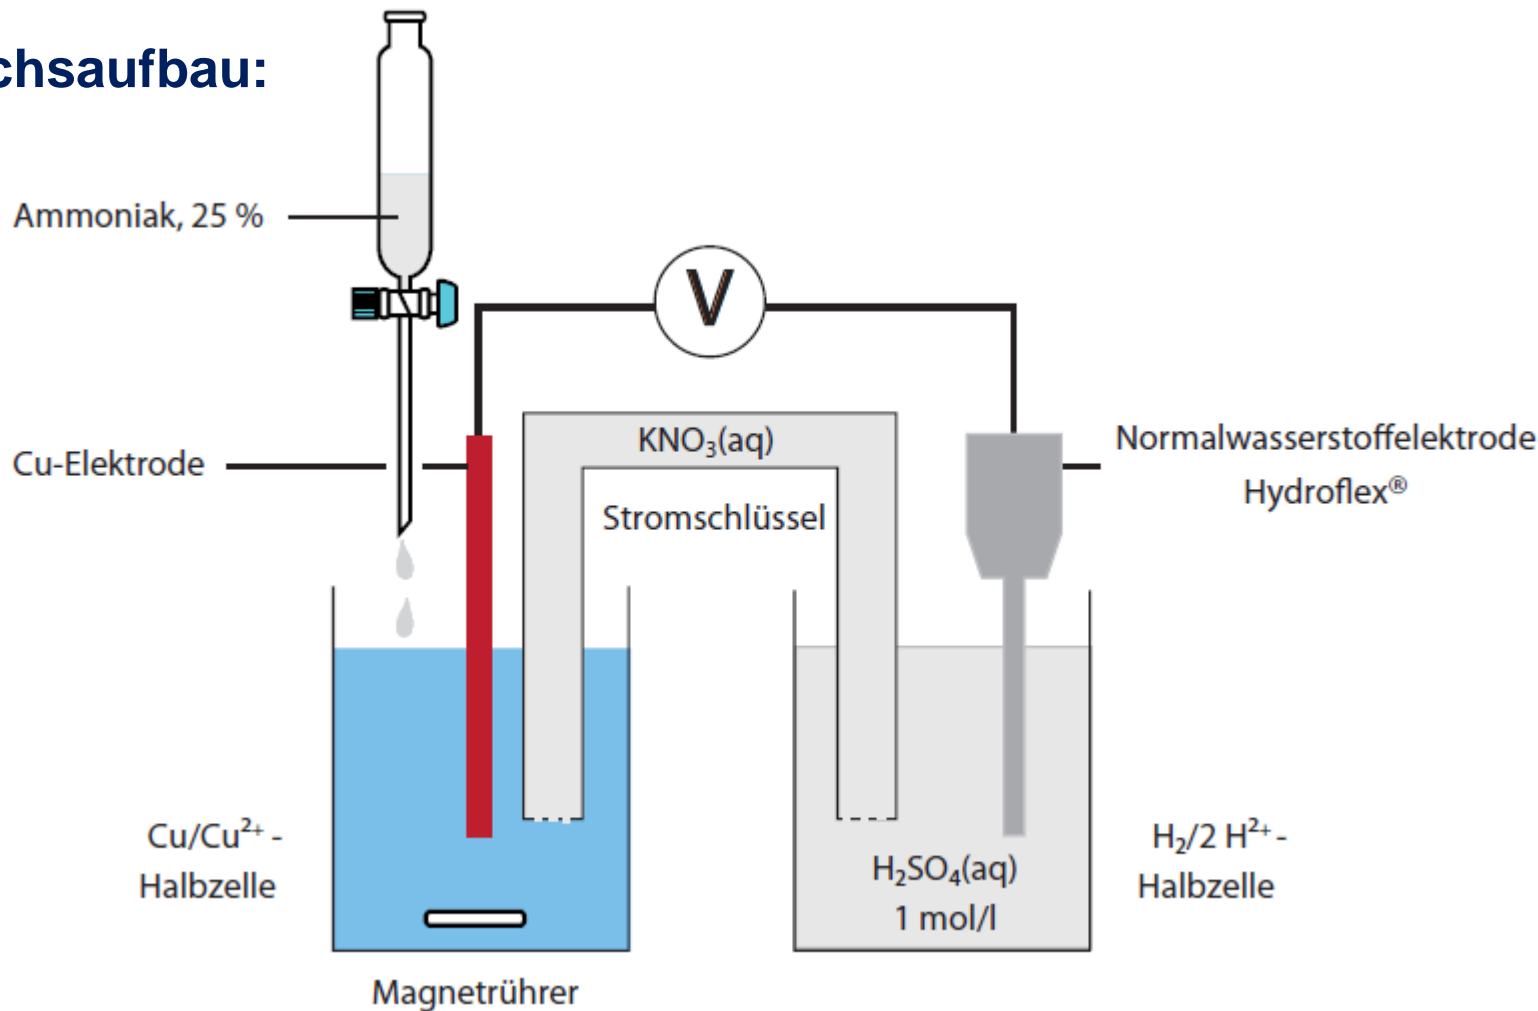 chsaufbau:
Ammoniak, 25 %
V
KNO₃(aq)
Cu-Elektrode
Stromschlüssel
Normalwasserstoffelektrode
Hydroflex®
Cu/Cu²⁺ -
Halbzelle
H₂SO₄(aq)
1 mol/l
H₂/2 H²⁺ -
Halbzelle
Magnetrührer